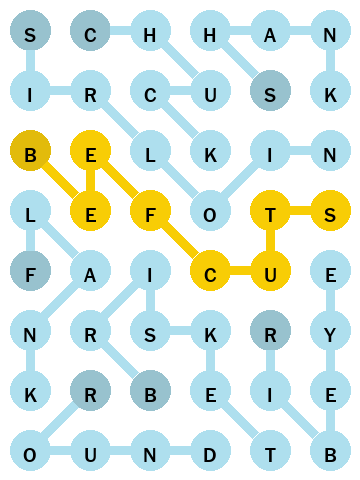 S C H H A N
I R C U S K
B E L K I N
L E F O T S
F A I C U E
N R S K R Y
K R B E I E
O U N D T B